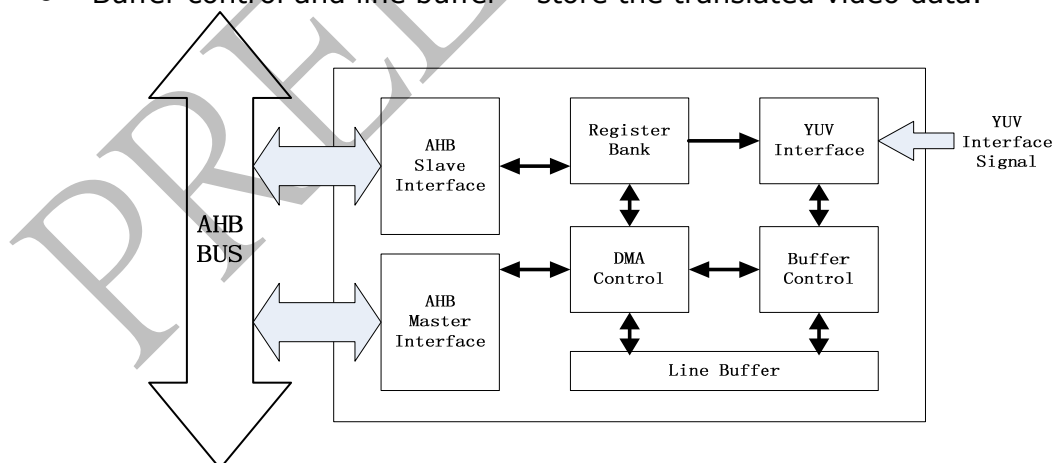 Buffer control and line buffer – store the translated video data.
AHB
BUS
AHB
Slave
Interface
Register
Bank
YUV
Interface
YUV
Interface
Signal
AHB
Master
Interface
DMA
Control
Buffer
Control
Line Buffer